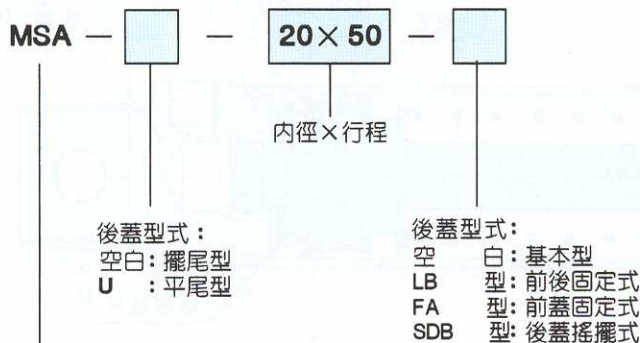 MSA — — 20×50 —
內徑×行程
後蓋型式:
空白: 擺尾型
U : 平尾型
後蓋型式:
空 白: 基本型
LB 型: 前後固定式
FA 型: 前蓋固定式
SDB 型: 後蓋搖擺式